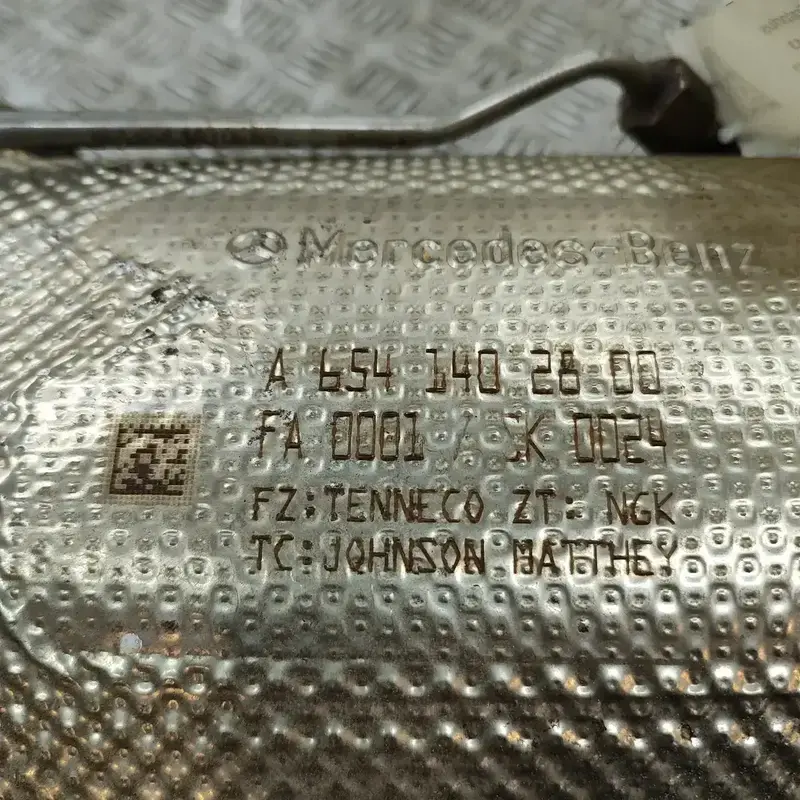 Mercedes-Benz
A 654 140 28 00
FA 0001 / SK 0024
FZ:TENNECO ZT: NGK
TC:JOHNSON MATTHEY